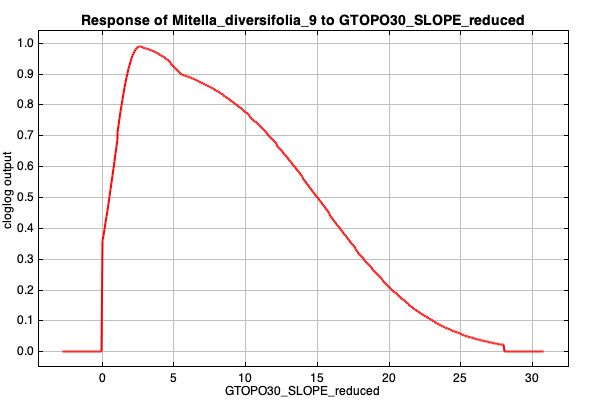 Response of Mitella_diversifolia_9 to GTOPO30_SLOPE_reduced
cloglog output
1.0
0.9
0.8
0.7
0.6
0.5
0.4
0.3
0.2
0.1
0.0
0 5 10 15 20 25 30
GTOPO30_SLOPE_reduced